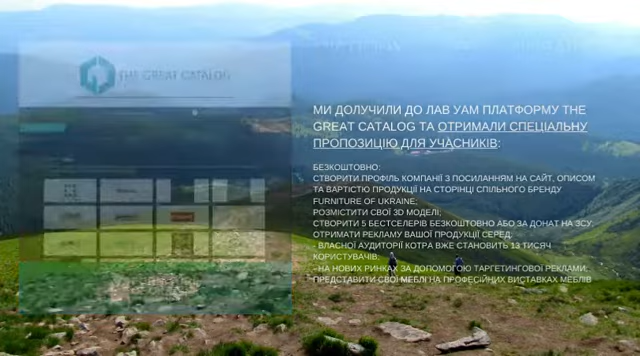 THE GREAT CATALOG
МИ ДОЛУЧИЛИ ДО ЛАВ УАМ ПЛАТФОРМУ THE
GREAT CATALOG ТА ОТРИМАЛИ СПЕЦІАЛЬНУ
ПРОПОЗИЦІЮ ДЛЯ УЧАСНИКІВ:
БЕЗКОШТОВНО:
СТВОРИТИ ПРОФІЛЬ КОМПАНІЇ З ПОСИЛАННЯМ НА САЙТ, ОПИСОМ
ТА ВАРТІСТЮ ПРОДУКЦІЇ НА СТОРІНЦІ СПІЛЬНОГО БРЕНДУ
FURNITURE OF UKRAINE;
РОЗМІСТИТИ СВОЇ 3D МОДЕЛІ;
СТВОРИТИ 5 БЕСТСЕЛЕРІВ БЕЗКОШТОВНО АБО ЗА ДОНАТ НА ЗСУ.
ОТРИМАТИ РЕКЛАМУ ВАШОЇ ПРОДУКЦІЇ СЕРЕД:
- ВЛАСНОЇ АУДИТОРІЇ КОТРА ВЖЕ СТАНОВИТЬ 13 ТИСЯЧ
КОРИСТУВАЧІВ.
- НА НОВИХ РИНКАХ ЗА ДОПОМОГОЮ ТАРГЕТИНГОВОЇ РЕКЛАМИ;
ПРЕДСТАВИТИ СВОЇ МЕБЛІ НА ПРОФЕСІЙНИХ ВИСТАВКАХ МЕБЛІВ